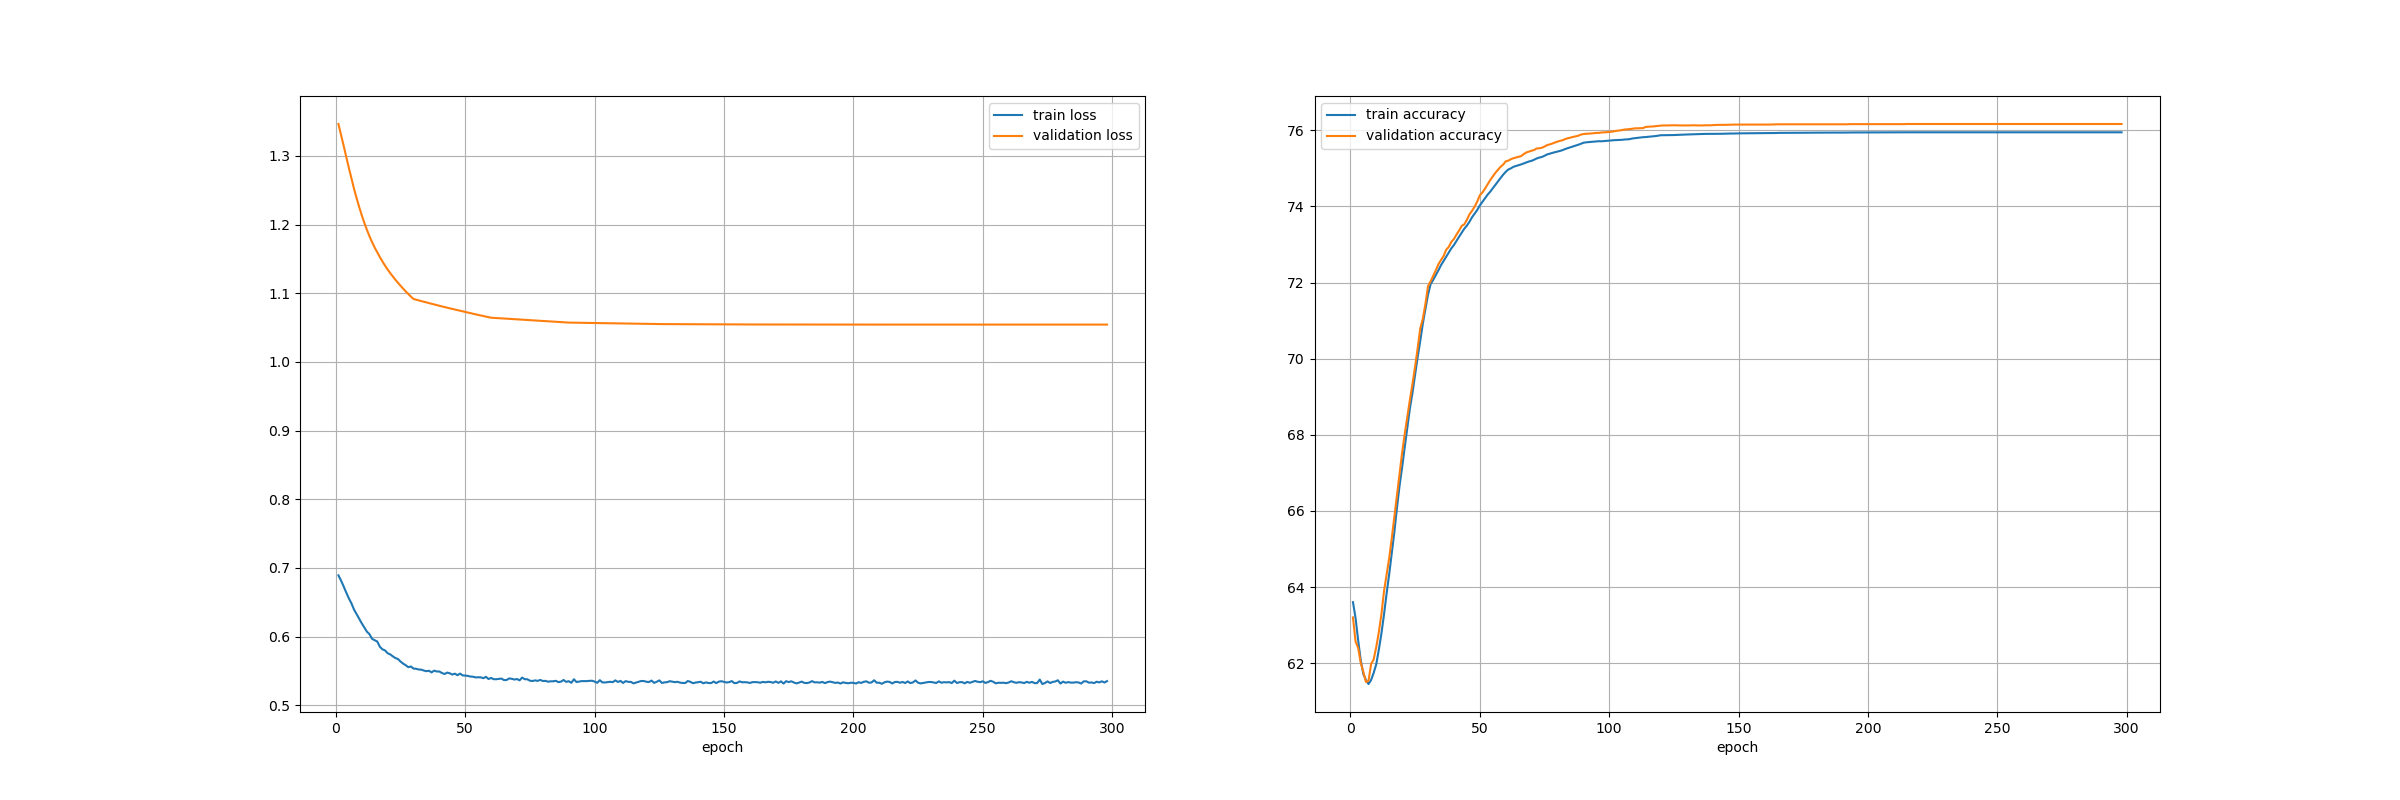 train loss
validation loss
1.3
1.2
1.1
1.0
0.9
0.8
0.7
0.6
0.5
0 50 100 150 200 250 300
epoch
train accuracy
validation accuracy
76
74
72
70
68
66
64
62
0 50 100 150 200 250 300
epoch